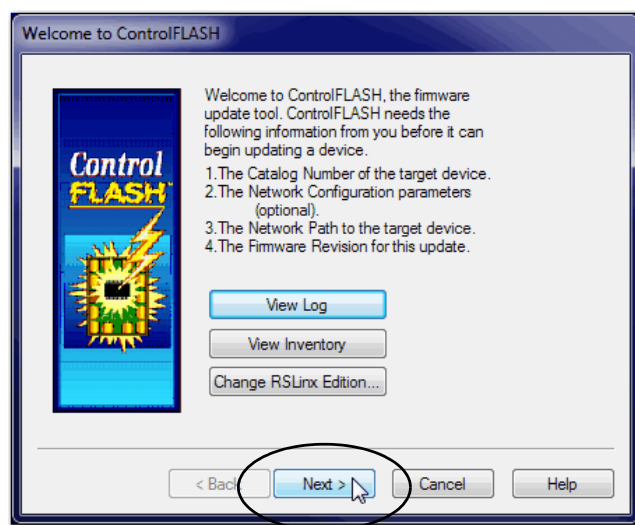 Welcome to ControlFLASH
Control
FLASH
Welcome to ControlFLASH, the firmware
update tool. ControlFLASH needs the
following information from you before it can
begin updating a device.
1.The Catalog Number of the target device.
2.The Network Configuration parameters
(optional).
3.The Network Path to the target device.
4.The Firmware Revision for this update.
View Log
View Inventory
Change RSLinx Edition...
< Back
Next >
Cancel
Help